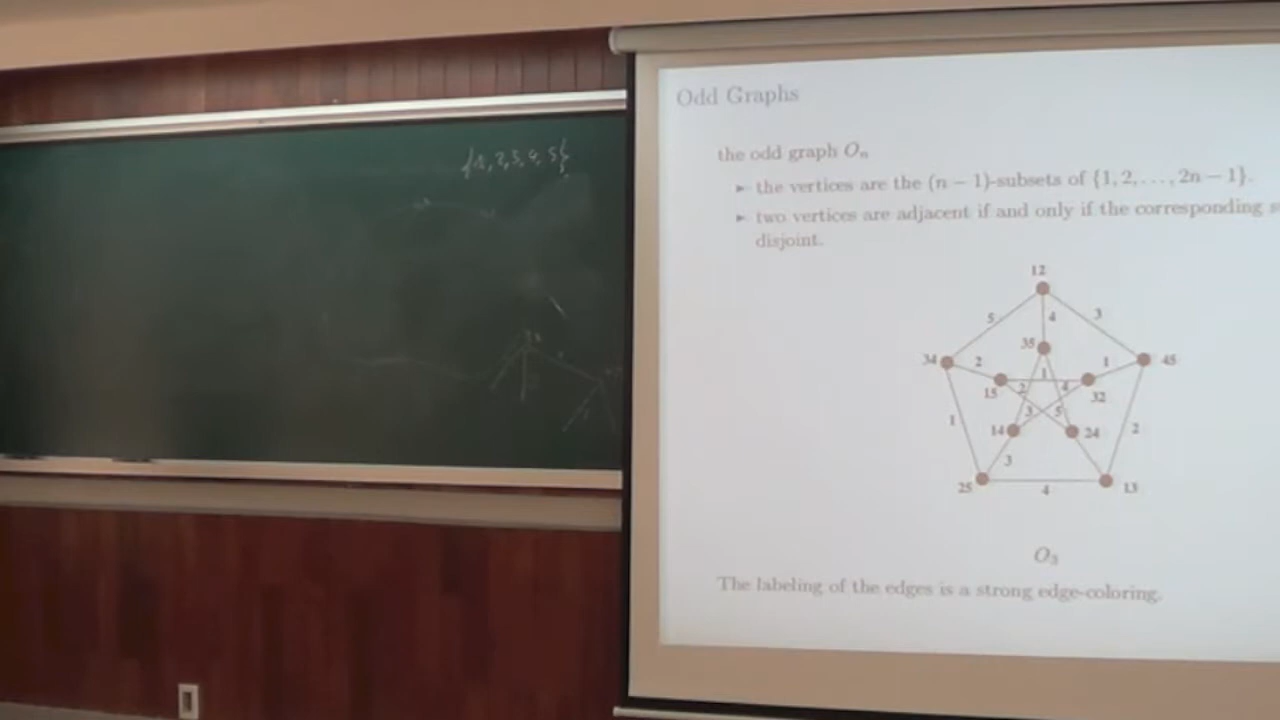 {1,2,3,4,5}
Odd Graphs
the odd graph Oₙ
► the vertices are the (n − 1)-subsets of {1, 2, . . . , 2n − 1}.
► two vertices are adjacent if and only if the corresponding
disjoint.
12
5 4 3
35
34 2 1 45
1
15 2 4 32
1 3 5 2
14 24
3
25 4 13
O₃
The labeling of the edges is a strong edge-coloring.